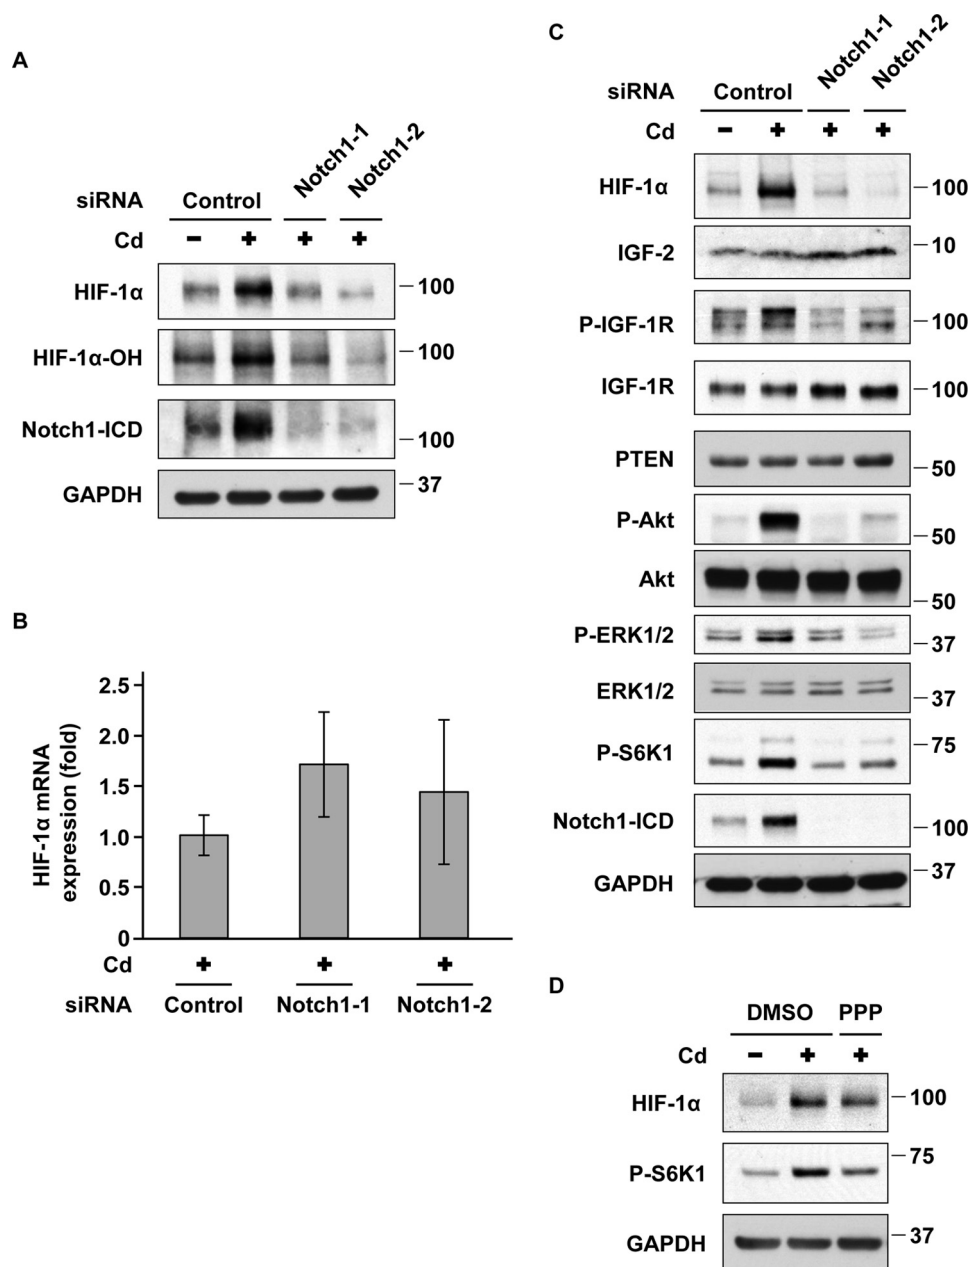 A
siRNA Control Notch1-1 Notch1-2
Cd − + + +
HIF-1α 100
HIF-1α-OH 100
Notch1-ICD 100
GAPDH 37
B
HIF-1α mRNA
expression (fold)
2.5
2.0
1.5
1.0
0.5
0
Cd + + +
siRNA Control Notch1-1 Notch1-2
C
siRNA Control Notch1-1 Notch1-2
Cd − + + +
HIF-1α 100
IGF-2 10
P-IGF-1R 100
IGF-1R 100
PTEN 50
P-Akt 50
Akt 50
P-ERK1/2 37
ERK1/2 37
P-S6K1 75
Notch1-ICD 100
GAPDH 37
D
DMSO PPP
Cd − + +
HIF-1α 100
P-S6K1 75
GAPDH 37